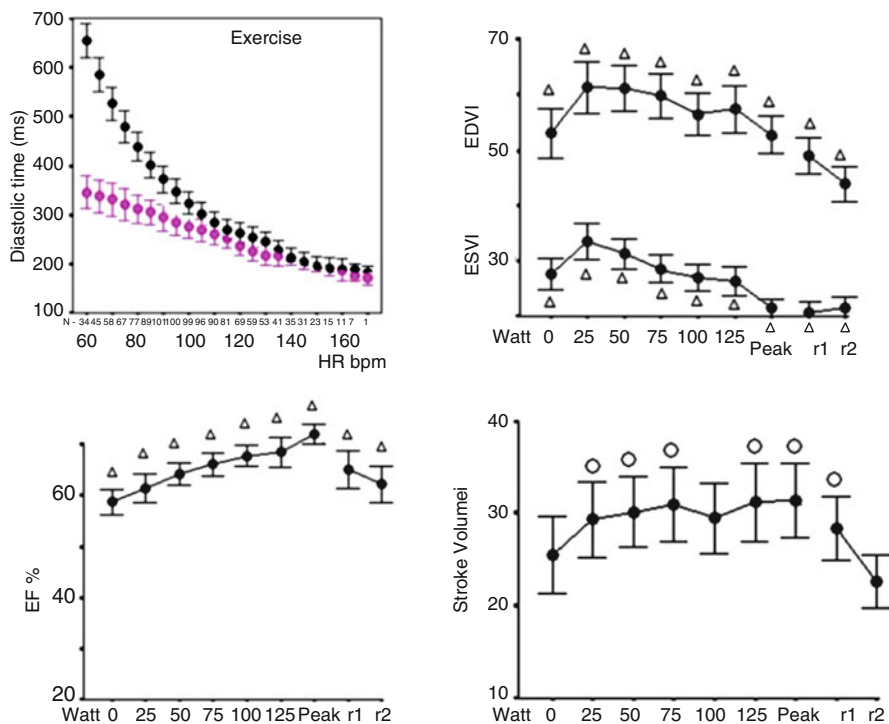 Exercise
Diastolic time (ms)
700
600
500
400
300
200
100
N - 34 45 58 67 77 89 101 100 99 96 90 81 69 59 53 41 35 31 23 15 11 7 1
60 80 100 120 140 160
HR bpm
EDVI
ESVI
70
50
30
Watt 0 25 50 75 100 125 Peak r1 r2
EF %
60
40
20
Watt 0 25 50 75 100 125 Peak r1 r2
Stroke Volumei
40
30
20
10
Watt 0 25 50 75 100 125 Peak r1 r2